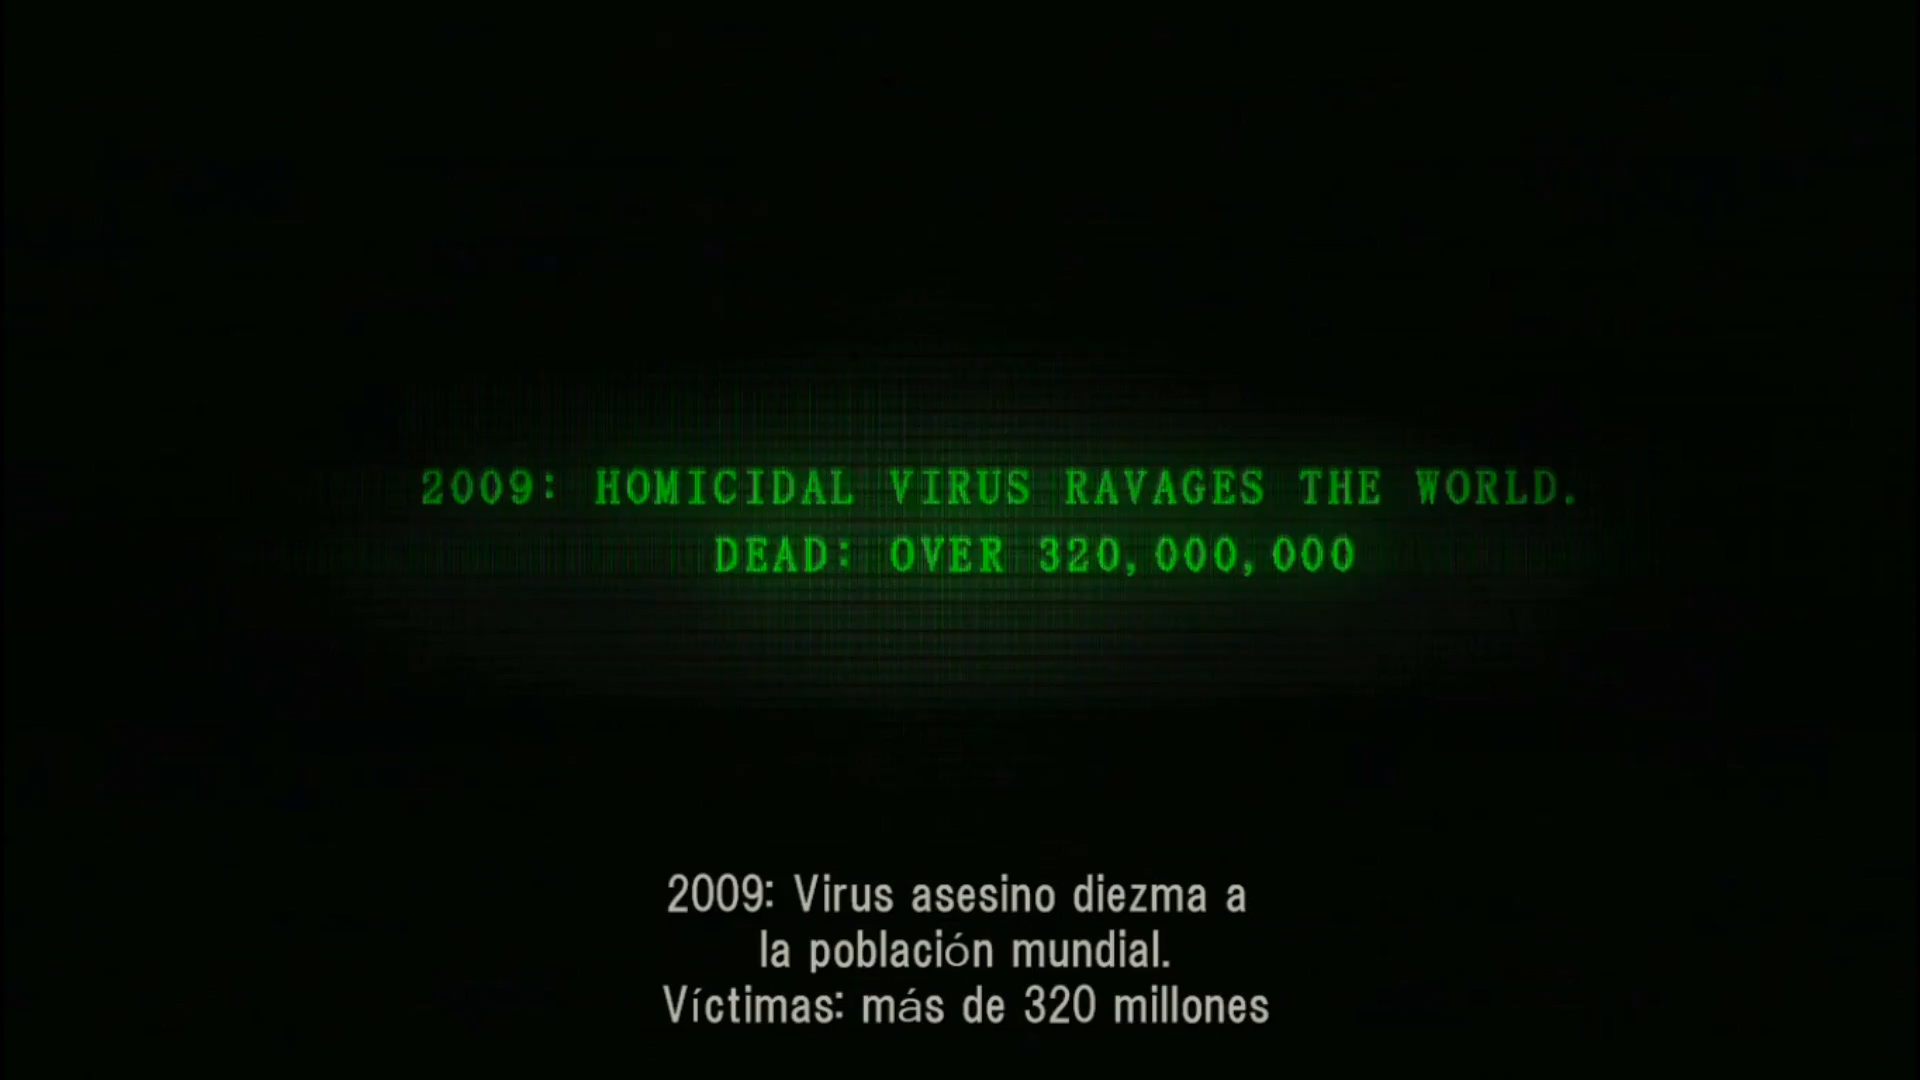 2009: HOMICIDAL VIRUS RAVAGES THE WORLD.
DEAD: OVER 320,000,000
2009: Virus asesino diezma a
la población mundial.
Víctimas: más de 320 millones